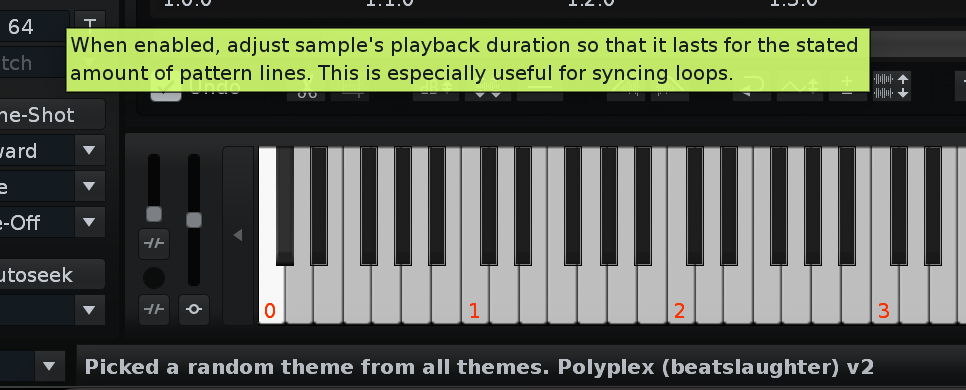 1.0.0 1.1.0 1.2.0 1.3.0
64
When enabled, adjust sample's playback duration so that it lasts for the stated
amount of pattern lines. This is especially useful for syncing loops.
tch
Undo
ne-Shot
ward
e
e-Off
utoseek
0 1 2 3
Picked a random theme from all themes. Polyplex (beatslaughter) v2